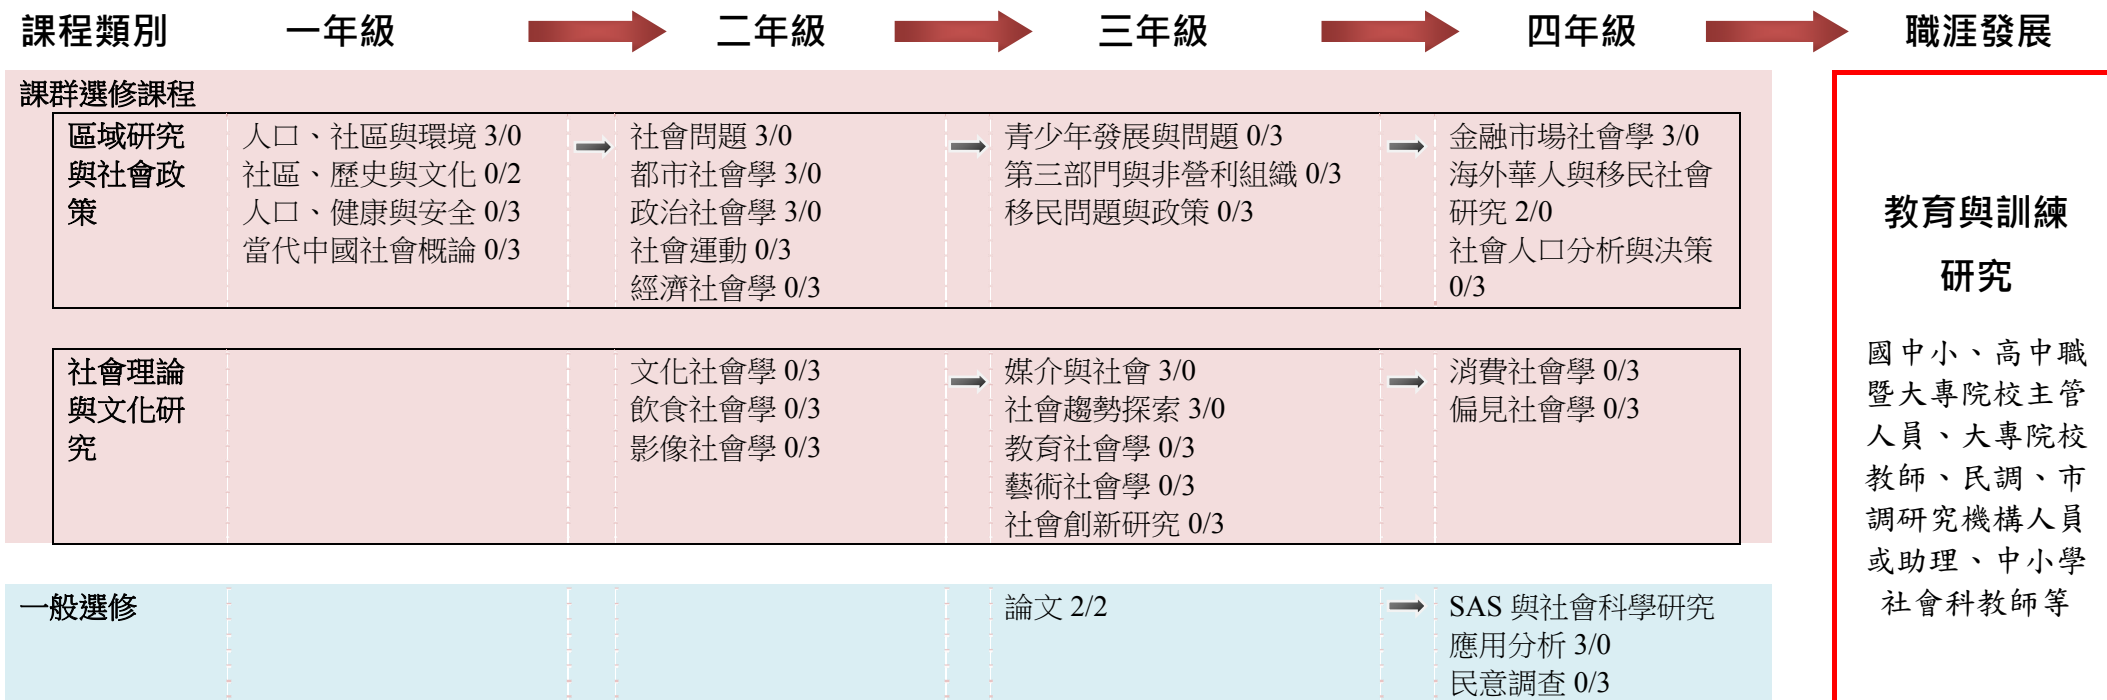 課程類別 一年級 二年級 三年級 四年級 職涯發展
課群選修課程
區域研究
與社會政
策
人口、社區與環境 3/0
社區、歷史與文化 0/2
人口、健康與安全 0/3
當代中國社會概論 0/3
社會問題 3/0
都市社會學 3/0
政治社會學 3/0
社會運動 0/3
經濟社會學 0/3
青少年發展與問題 0/3
第三部門與非營利組織 0/3
移民問題與政策 0/3
金融市場社會學 3/0
海外華人與移民社會
研究 2/0
社會人口分析與決策
0/3
社會理論
與文化研
究
文化社會學 0/3
飲食社會學 0/3
影像社會學 0/3
媒介與社會 3/0
社會趨勢探索 3/0
教育社會學 0/3
藝術社會學 0/3
社會創新研究 0/3
消費社會學 0/3
偏見社會學 0/3
一般選修
論文 2/2
SAS 與社會科學研究
應用分析 3/0
民意調查 0/3
教育與訓練
研究
國中小、高中職
暨大專院校主管
人員、大專院校
教師、民調、市
調研究機構人員
或助理、中小學
社會科教師等